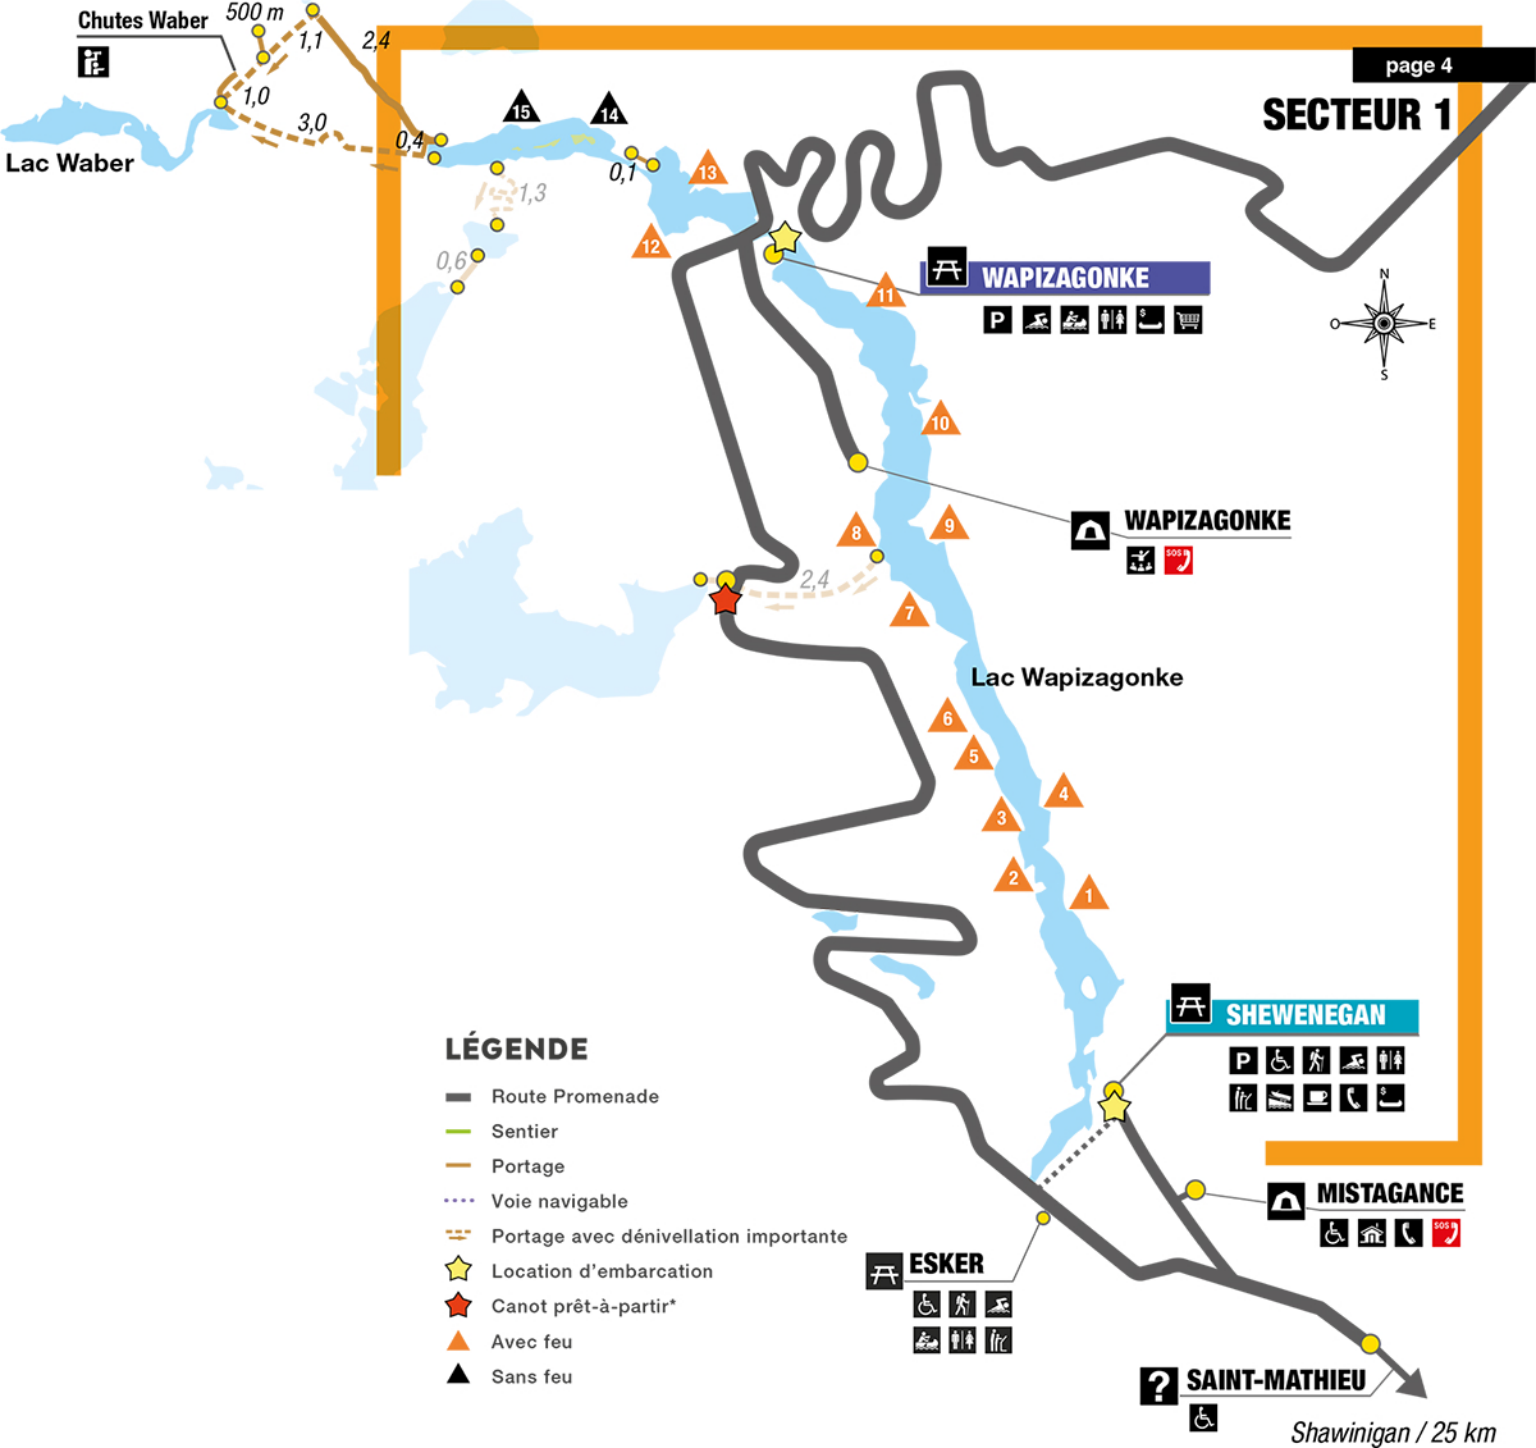 Chutes Waber
500 m
1,1
2,4
page 4
SECTEUR 1
1,0
3,0
0,4
15
14
0,1
13
Lac Waber
1,3
12
0,6
WAPIZAGONKE
11
P
$
N
O
E
S
10
WAPIZAGONKE
SOS
9
8
2,4
7
Lac Wapizagonke
6
5
4
3
2
1
SHEWENEGAN
P
$
LÉGENDE
Route Promenade
Sentier
Portage
Voie navigable
Portage avec dénivellation importante
Location d'embarcation
Canot prêt-à-partir*
Avec feu
Sans feu
MISTAGANCE
SOS
ESKER
?
SAINT-MATHIEU
Shawinigan / 25 km